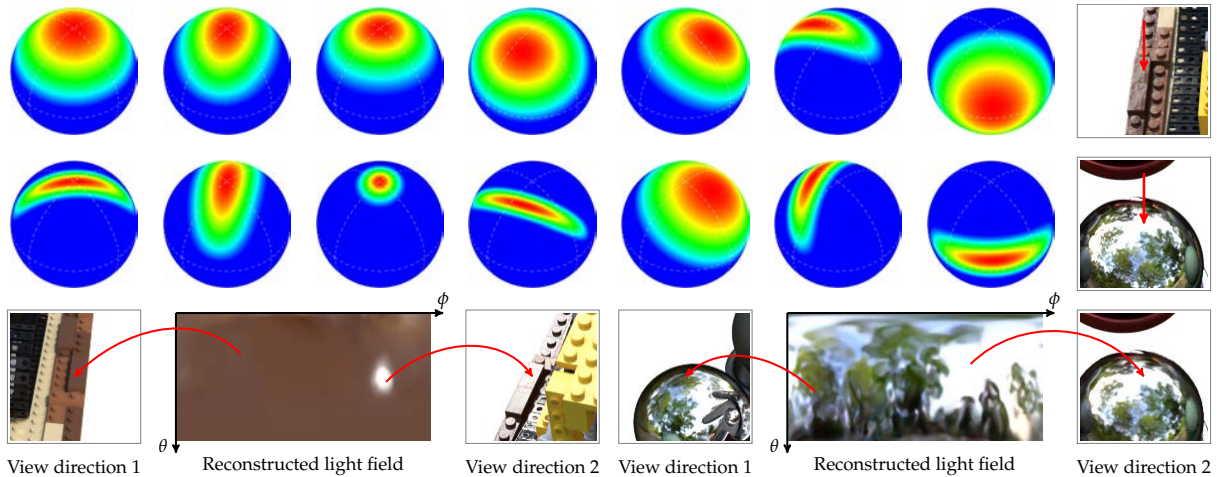 ϕ
ϕ
θ
θ
View direction 1
Reconstructed light field
View direction 2
View direction 1
Reconstructed light field
View direction 2